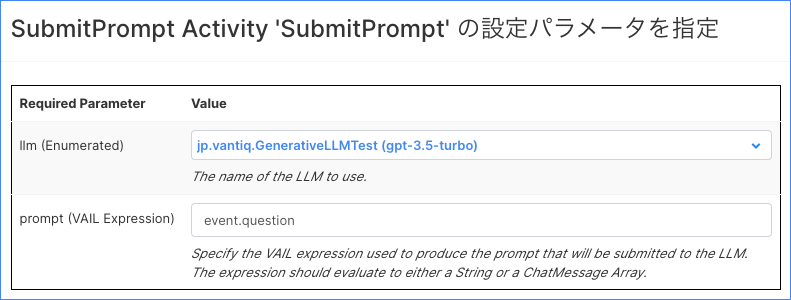 SubmitPrompt Activity 'SubmitPrompt' の設定パラメータを指定
Required Parameter Value
llm (Enumerated) jp.vantiq.GenerativeLLMTest (gpt-3.5-turbo)
The name of the LLM to use.
prompt (VAIL Expression) event.question
Specify the VAIL expression used to produce the prompt that will be submitted to the LLM.
The expression should evaluate to either a String or a ChatMessage Array.